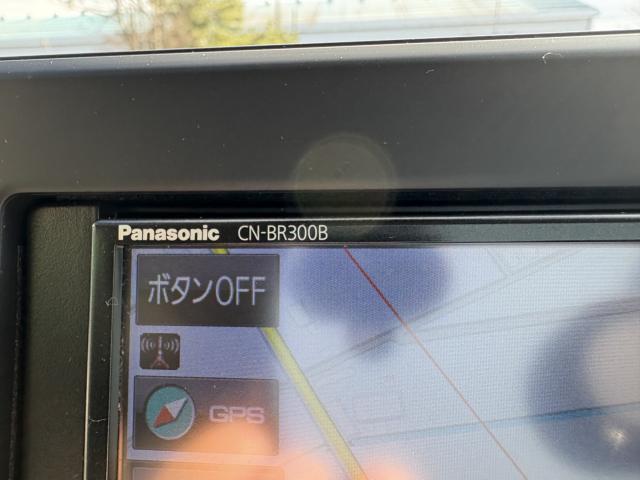 Panasonic CN-BR300B
ボタンOFF
GPS